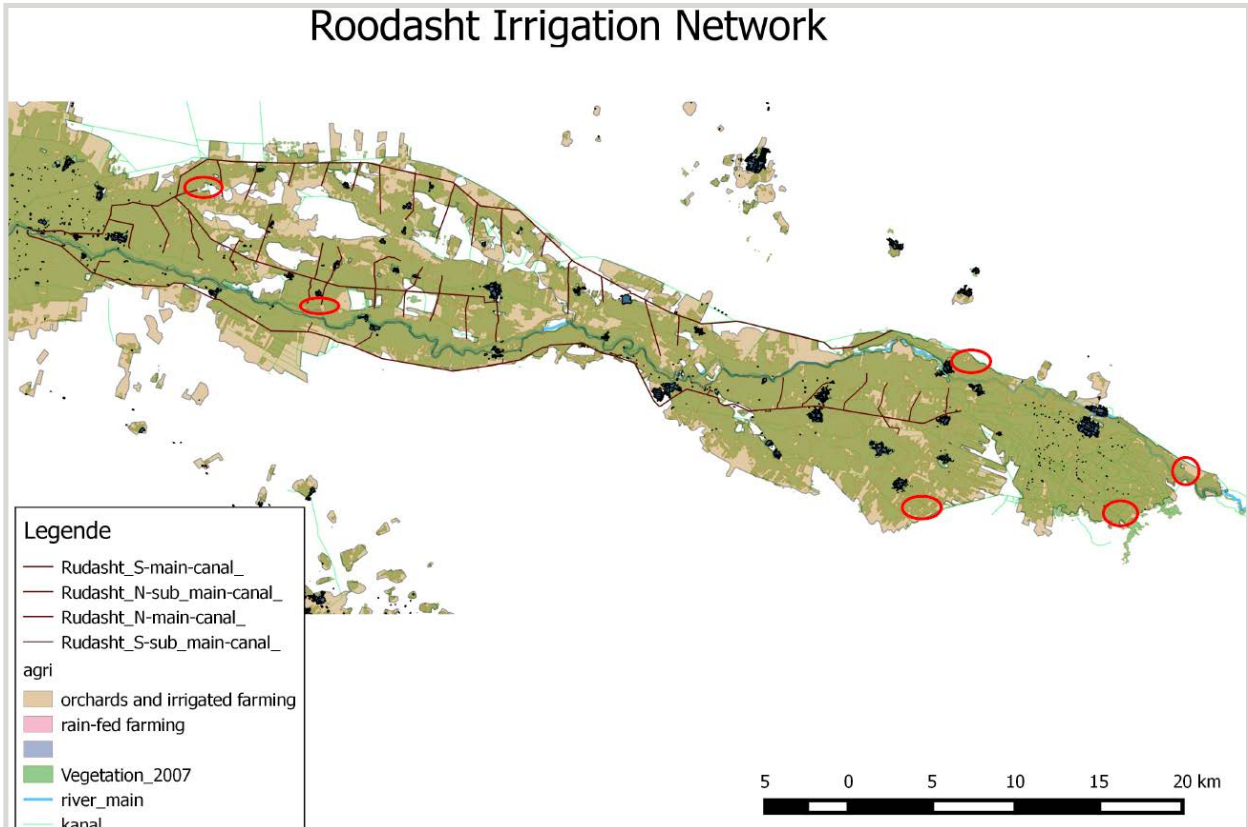 Roodasht Irrigation Network
Legende
Rudasht_S-main-canal_
Rudasht_N-sub_main-canal_
Rudasht_N-main-canal_
Rudasht_S-sub_main-canal_
agri
orchards and irrigated farming
rain-fed farming
Vegetation_2007
river_main
kanal
5 0 5 10 15 20 km